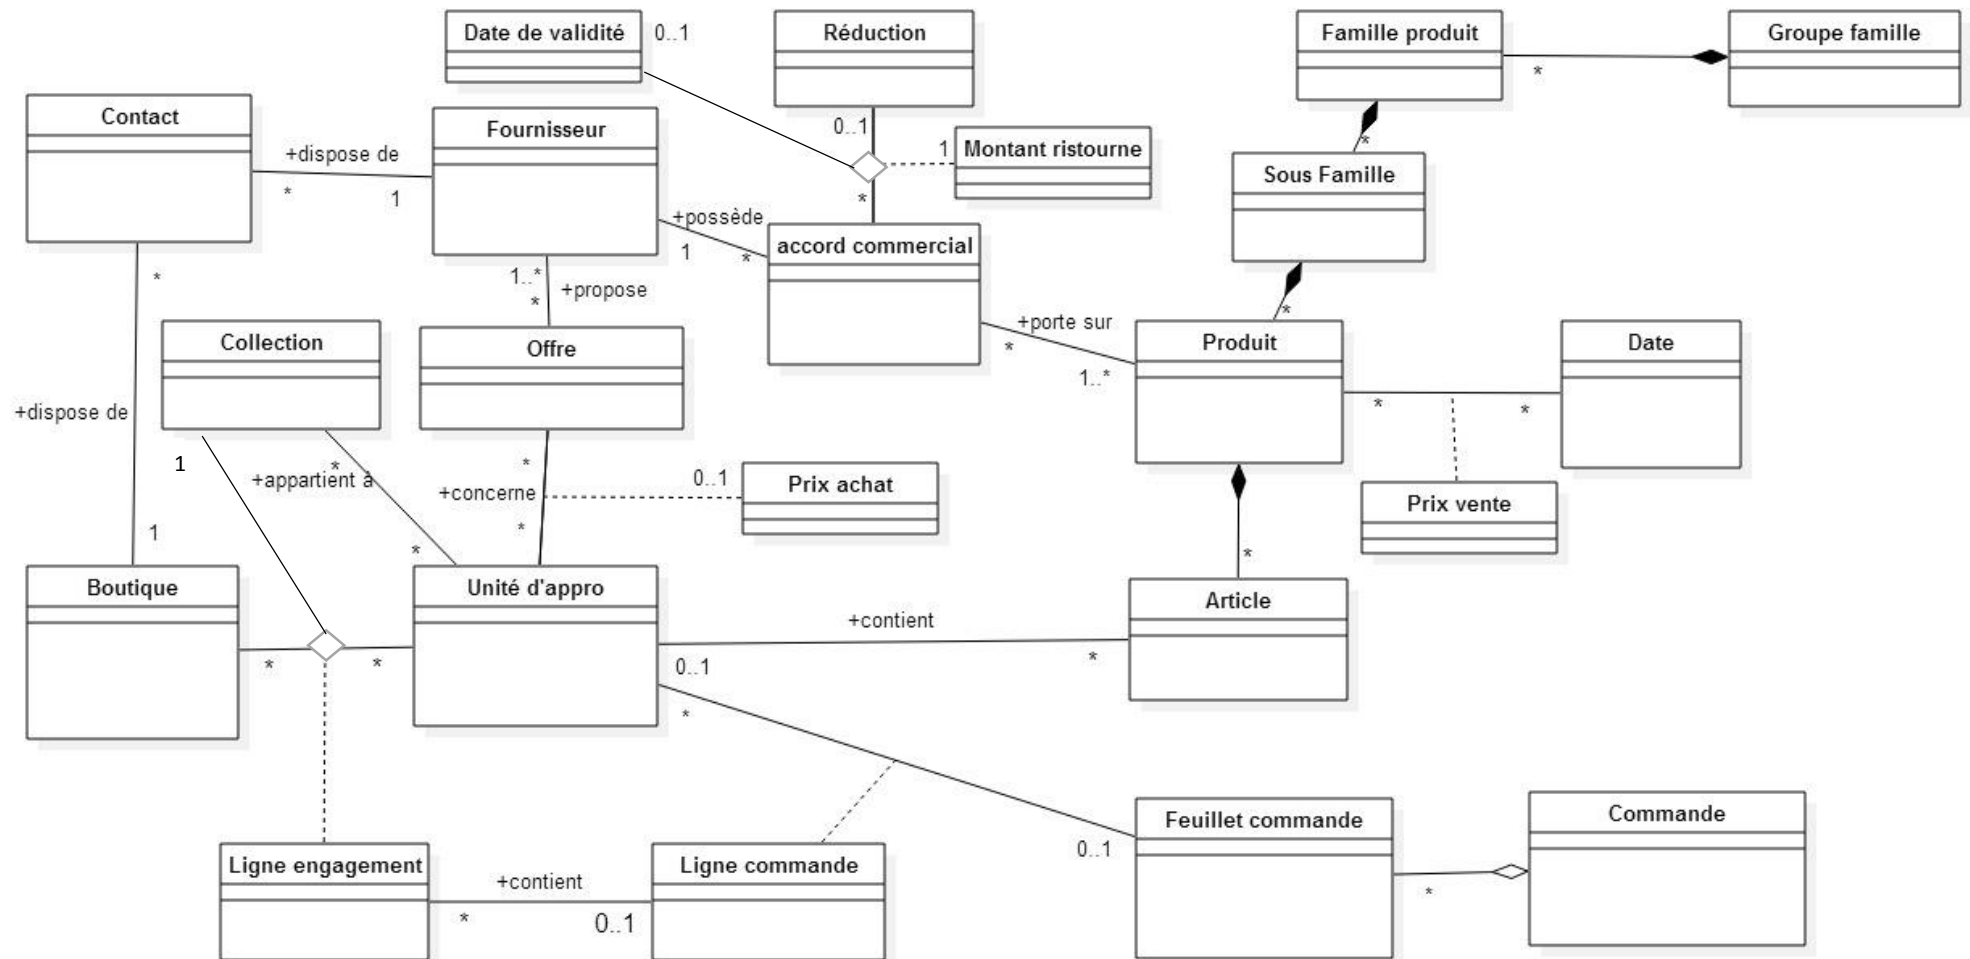 Date de validité
0..1
Réduction
Famille produit
*
Groupe famille
Contact
+dispose de
*
1
Fournisseur
0..1
*
1
Montant ristourne
*
Sous Famille
+possède
1
*
accord commercial
*
1..*
*
+propose
*
+porte sur
*
1..*
Collection
Offre
Produit
*
*
Date
+dispose de
1
*
+appartient à
*
*
+concerne
*
0..1
Prix achat
Prix vente
1
*
Boutique
*
*
Unité d'appro
+contient
0..1
*
Article
*
0..1
Feuillet commande
*
Commande
Ligne engagement
+contient
*
0..1
Ligne commande